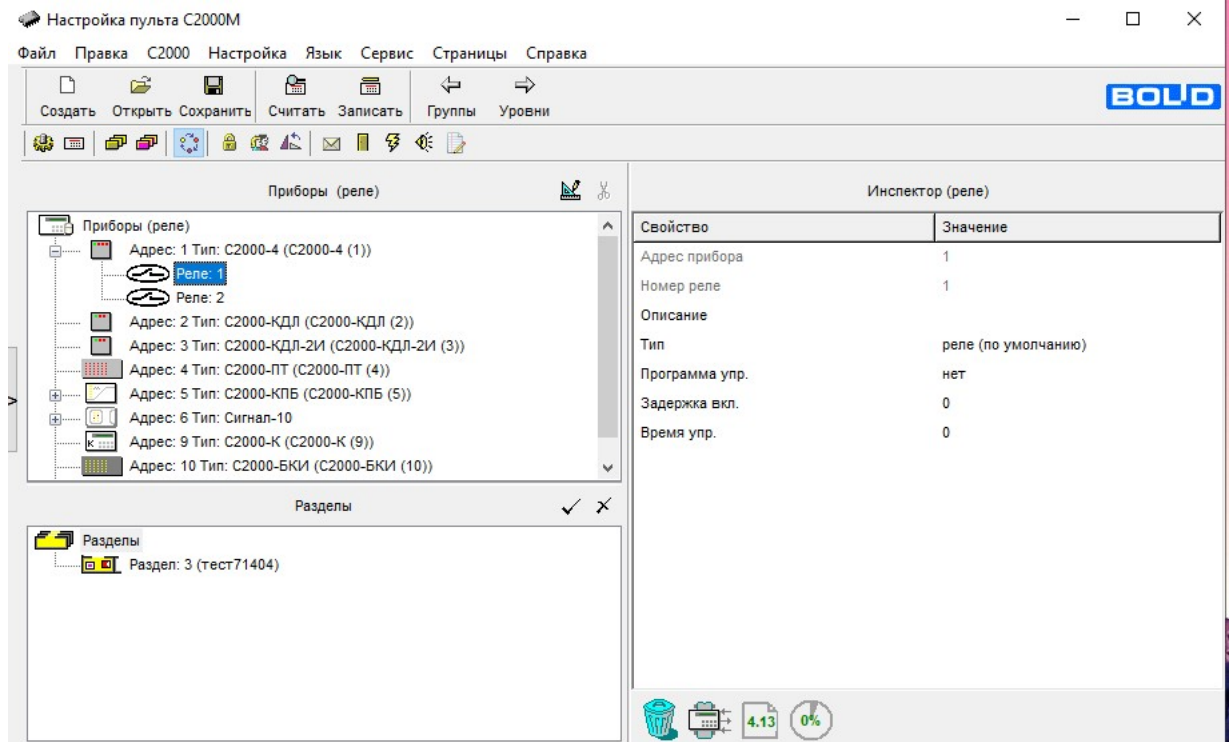 Настройка пульта С2000М
Файл Правка С2000 Настройка Язык Сервис Страницы Справка
Создать Открыть Сохранить Считать Записать Группы Уровни
BOLID
Приборы (реле)
Приборы (реле)
Адрес: 1 Тип: С2000-4 (С2000-4 (1))
Реле: 1
Реле: 2
Адрес: 2 Тип: С2000-КДЛ (С2000-КДЛ (2))
Адрес: 3 Тип: С2000-КДЛ-2И (С2000-КДЛ-2И (3))
Адрес: 4 Тип: С2000-ПТ (С2000-ПТ (4))
Адрес: 5 Тип: С2000-КПБ (С2000-КПБ (5))
Адрес: 6 Тип: Сигнал-10
Адрес: 9 Тип: С2000-К (С2000-К (9))
Адрес: 10 Тип: С2000-БКИ (С2000-БКИ (10))
Разделы
Разделы
Раздел: 3 (тест71404)
Инспектор (реле)
Свойство Значение
Адрес прибора 1
Номер реле 1
Описание
Тип реле (по умолчанию)
Программа упр. нет
Задержка вкл. 0
Время упр. 0
4.13 0%